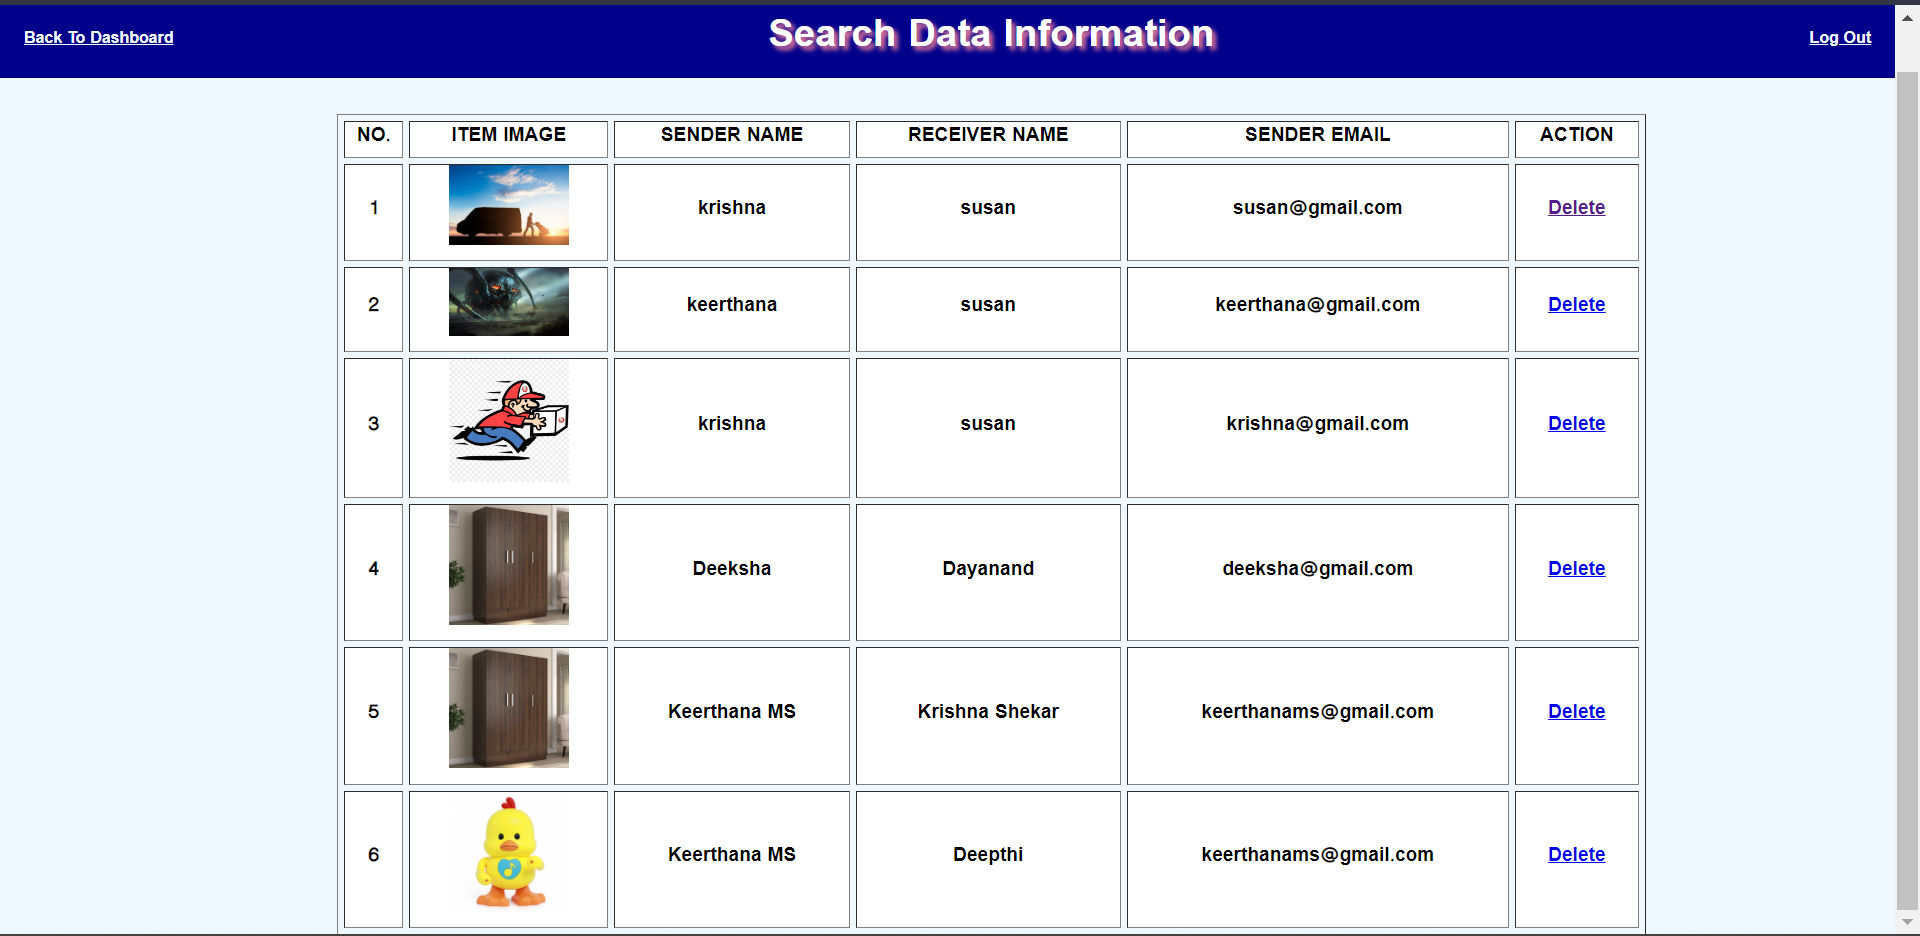 Back To Dashboard
Search Data Information
Log Out
NO. ITEM IMAGE SENDER NAME RECEIVER NAME SENDER EMAIL ACTION
1 krishna susan susan@gmail.com Delete
2 keerthana susan keerthana@gmail.com Delete
3 krishna susan krishna@gmail.com Delete
4 Deeksha Dayanand deeksha@gmail.com Delete
5 Keerthana MS Krishna Shekar keerthanams@gmail.com Delete
6 Keerthana MS Deepthi keerthanams@gmail.com Delete